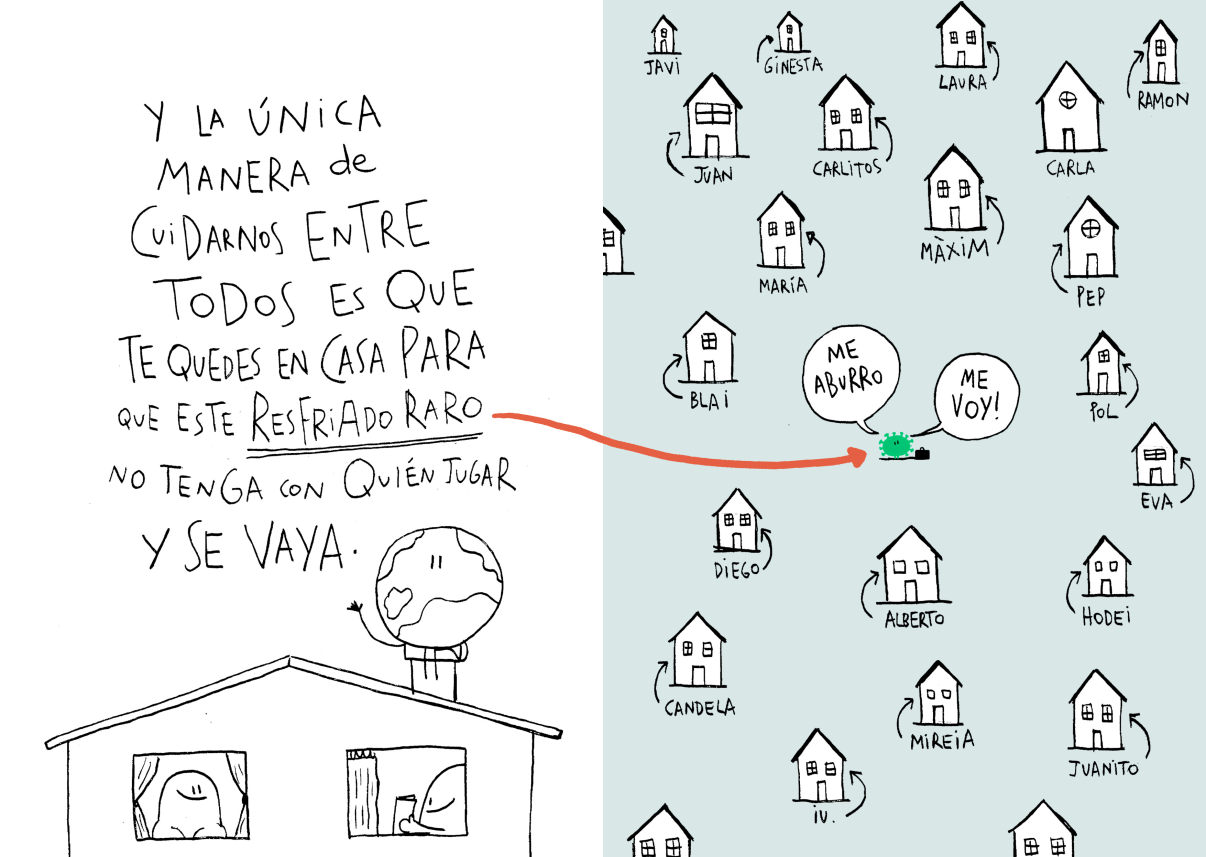 Y LA ÚNICA
MANERA de
CUIDARNOS ENTRE
TODOS ES QUE
TE QUEDES EN CASA PARA
QUE ESTE RESFRIADO RARO
NO TENGA CON QUIÉN JUGAR
Y SE VAYA.
JAVI
GINESTA
LAURA
RAMON
JUAN
CARLITOS
CARLA
MARÍA
MÀXIM
PEP
BLAI
ME
ABURRO
ME
VOY!
POL
EVA
DIEGO
ALBERTO
HODEI
CANDELA
MIREIA
JUANITO
IU.